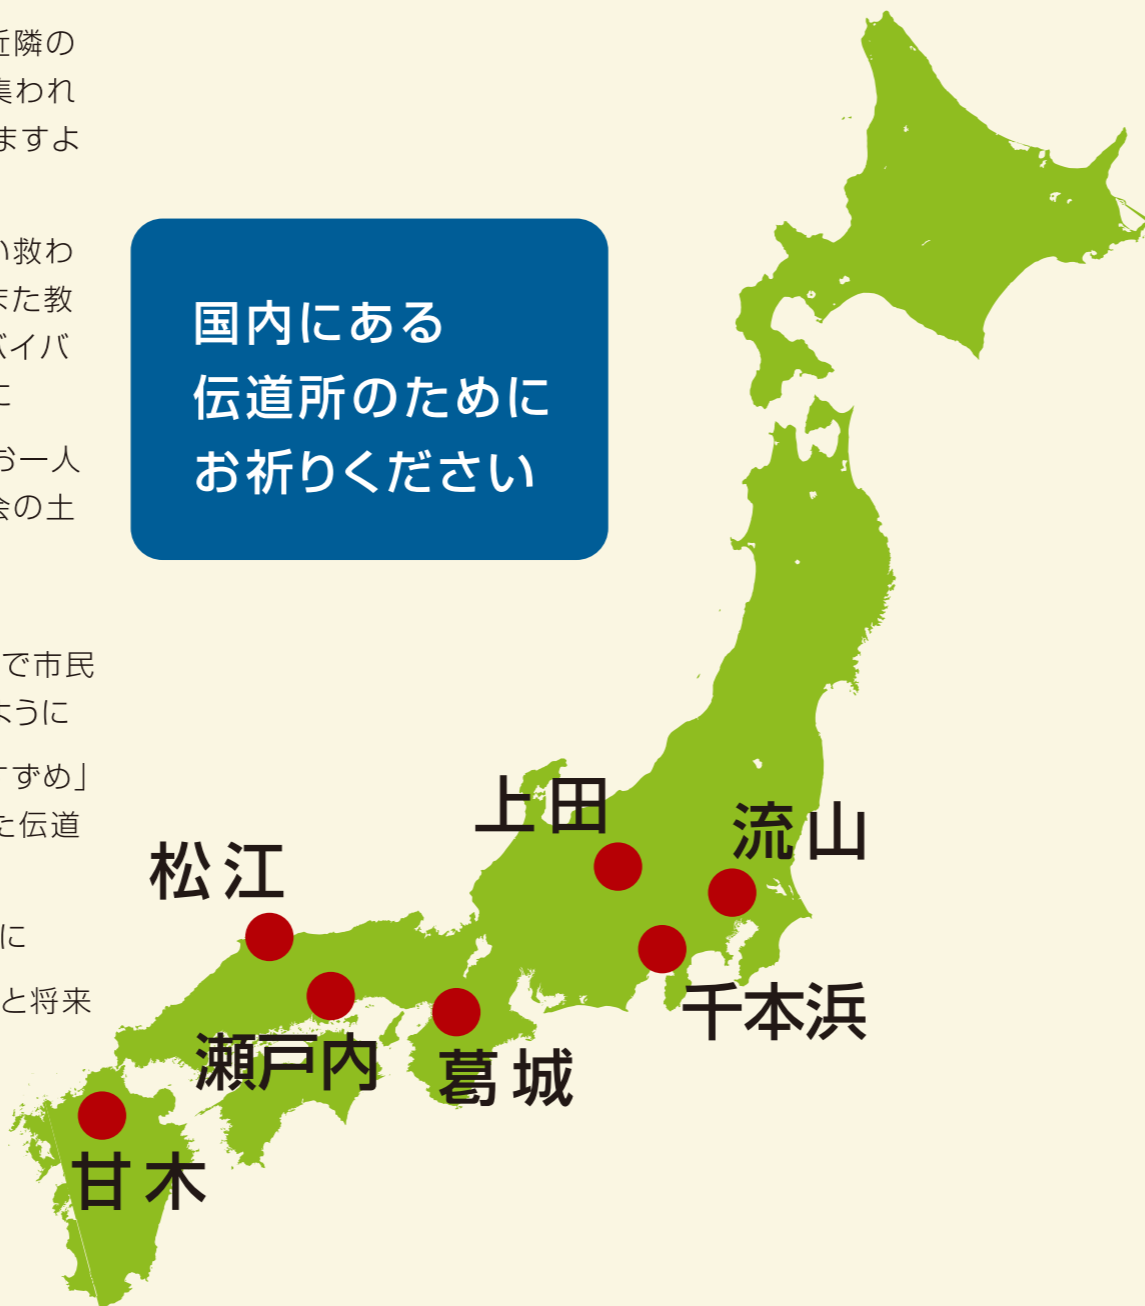 近隣の
集われ
ますよ
い救わ
また教
バイバ
に
お一人
会の土
で市民
ように
すずめ」
た伝道
に
と将来
国内にある
伝道所のために
お祈りください
上田
流山
松江
千本浜
瀬戸内
葛城
甘木